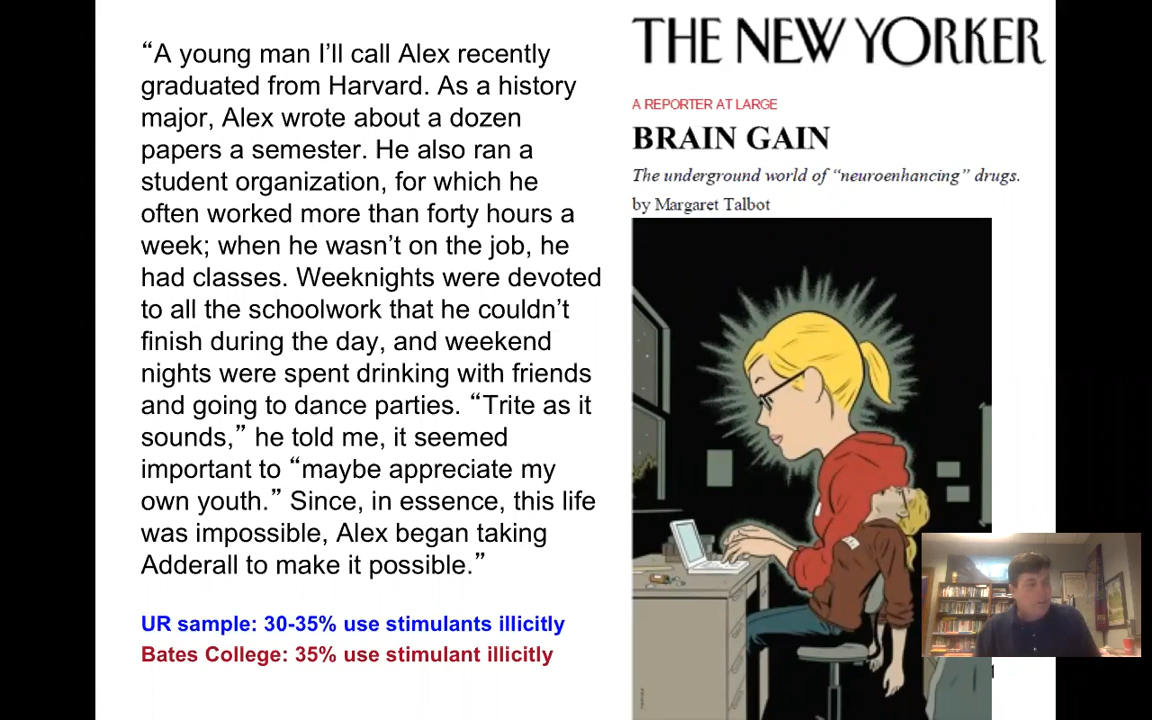 “A young man I’ll call Alex recently
graduated from Harvard. As a history
major, Alex wrote about a dozen
papers a semester. He also ran a
student organization, for which he
often worked more than forty hours a
week; when he wasn’t on the job, he
had classes. Weeknights were devoted
to all the schoolwork that he couldn’t
finish during the day, and weekend
nights were spent drinking with friends
and going to dance parties. “Trite as it
sounds,” he told me, it seemed
important to “maybe appreciate my
own youth.” Since, in essence, this life
was impossible, Alex began taking
Adderall to make it possible.”
UR sample: 30-35% use stimulants illicitly
Bates College: 35% use stimulant illicitly
THE NEW YORKER
A REPORTER AT LARGE
BRAIN GAIN
The underground world of “neuroenhancing” drugs.
by Margaret Talbot